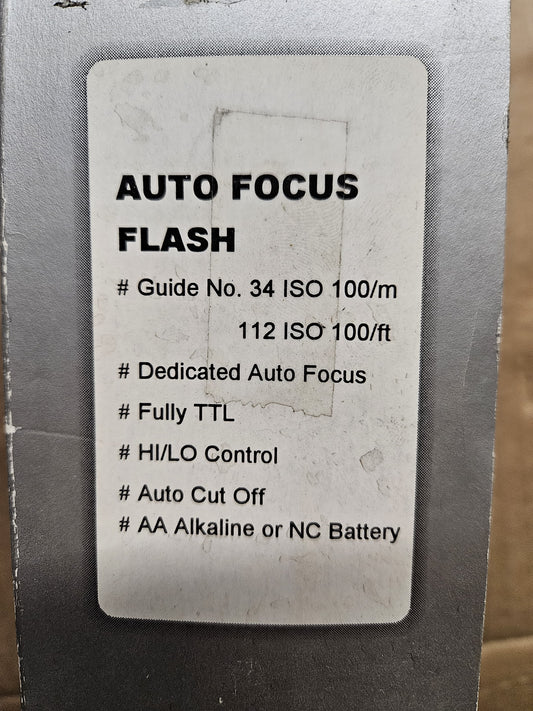 AUTO FOCUS
FLASH
# Guide No. 34 ISO 100/m
112 ISO 100/ft
# Dedicated Auto Focus
# Fully TTL
# HI/LO Control
# Auto Cut Off
# AA Alkaline or NC Battery